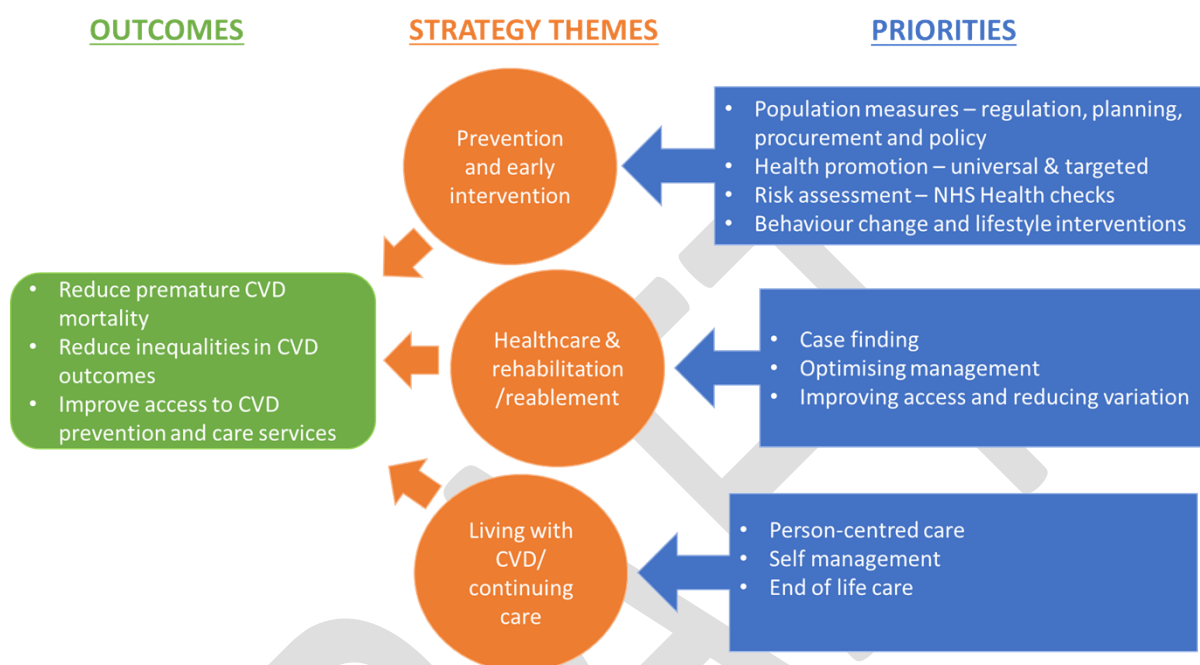 OUTCOMES
STRATEGY THEMES
PRIORITIES
Prevention
and early
intervention
• Population measures – regulation, planning,
procurement and policy
• Health promotion – universal & targeted
• Risk assessment – NHS Health checks
• Behaviour change and lifestyle interventions
• Reduce premature CVD
mortality
• Reduce inequalities in CVD
outcomes
• Improve access to CVD
prevention and care services
Healthcare &
rehabilitation
/reablement
• Case finding
• Optimising management
• Improving access and reducing variation
Living with
CVD/
continuing
care
• Person-centred care
• Self management
• End of life care